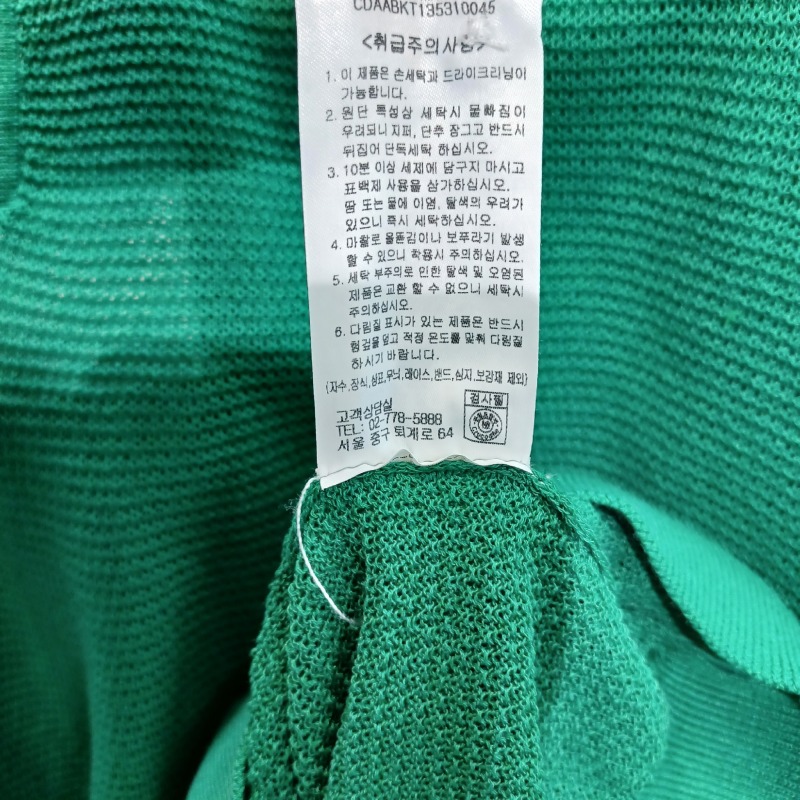 CDAABKT135310045
<취급주의사항>
1. 이 제품은 손세탁과 드라이크리닝이
가능합니다.
2. 원단 특성상 세탁시 물빠짐이
우려되니 지퍼, 단추 잠그고 반드시
뒤집어 단독세탁 하십시오.
3. 10분 이상 세제에 담구지 마시고
표백제 사용을 삼가하십시오.
땀 또는 물에 이염, 탈색의 우려가
있으니 즉시 세탁하십시오.
4. 마찰로 올뜯김이나 보푸라기 발생
할 수 있으니 착용시 주의하십시오.
5. 세탁 부주의로 인한 탈색 및 오염된
제품은 교환 할 수 없으니 세탁시
주의하십시오.
6. 다림질 표시가 있는 제품은 반드시
헝겊을 덮고 적정 온도를 맞춰 다림질
하시기 바랍니다.
(자수,장식,상표,무늬,레이스,밴드,심지,보강재 제외)
고객상담실
검사필
TEL: 02-778-5888
서울 중구 퇴계로 64